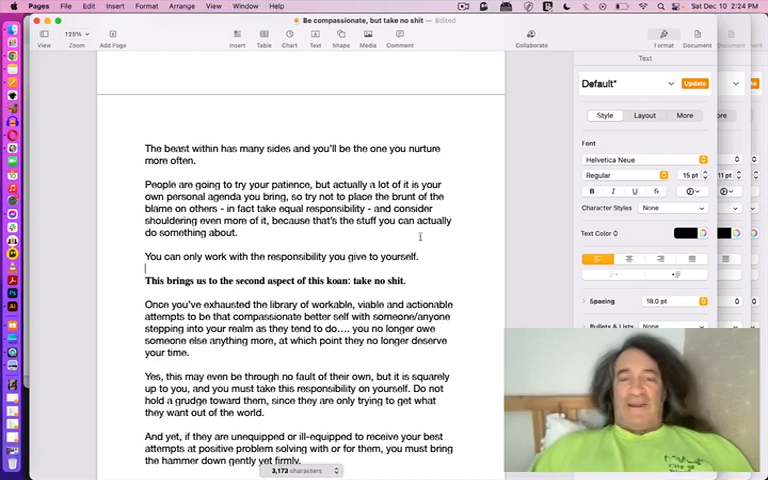 Pages File Edit Insert Format Arrange View Window Help Sat Dec 10 2:24 PM
Be compassionate, but take no shit — Edited
125%
View Zoom Add Page Insert Table Chart Text Shape Media Comment Collaborate Format Document
Text
Default* Update
Style Layout More
Font
Helvetica Neue
Regular 15 pt
B I U S
Character Styles None
Text Color
Spacing 18.0 pt
Bullets & Lists None
The beast within has many sides and you'll be the one you nurture
more often.
People are going to try your patience, but actually a lot of it is your
own personal agenda you bring, so try not to place the brunt of the
blame on others - in fact take equal responsibility - and consider
shouldering even more of it, because that's the stuff you can actually
do something about.
You can only work with the responsibility you give to yourself.
This brings us to the second aspect of this koan: take no shit.
Once you've exhausted the library of workable, viable and actionable
attempts to be that compassionate better self with someone/anyone
stepping into your realm as they tend to do…. you no longer owe
someone else anything more, at which point they no longer deserve
your time.
Yes, this may even be through no fault of their own, but it is squarely
up to you, and you must take this responsibility on yourself. Do not
hold a grudge toward them, since they are only trying to get what
they want out of the world.
And yet, if they are unequipped or ill-equipped to receive your best
attempts at positive problem solving with or for them, you must bring
the hammer down gently yet firmly.
3,172 characters